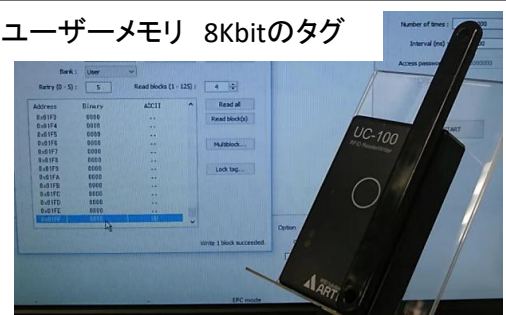 ユーザーメモリ 8Kbitのタグ
Number of times :
Interval (ms)
Access password
Bank : User
Retry (0 - 5) : 5
Read blocks (1 - 125) : 4
Address Binary ASCII
Read all
Read block(s)
Multiblock...
Lock tag...
0x01F3 0000 ..
0x01F4 0000 ..
0x01F5 0000 ..
0x01F6 0000 ..
0x01F7 0000 ..
0x01F8 0000 ..
0x01F9 0000 ..
0x01FA 0000 ..
0x01FB 0000 ..
0x01FC 0000 ..
0x01FD 0000 ..
0x01FE 0000 ..
UC-100
RFID Reader/Writer
START
Option
Write 1 block succeeded.
EPC mode
ARTI